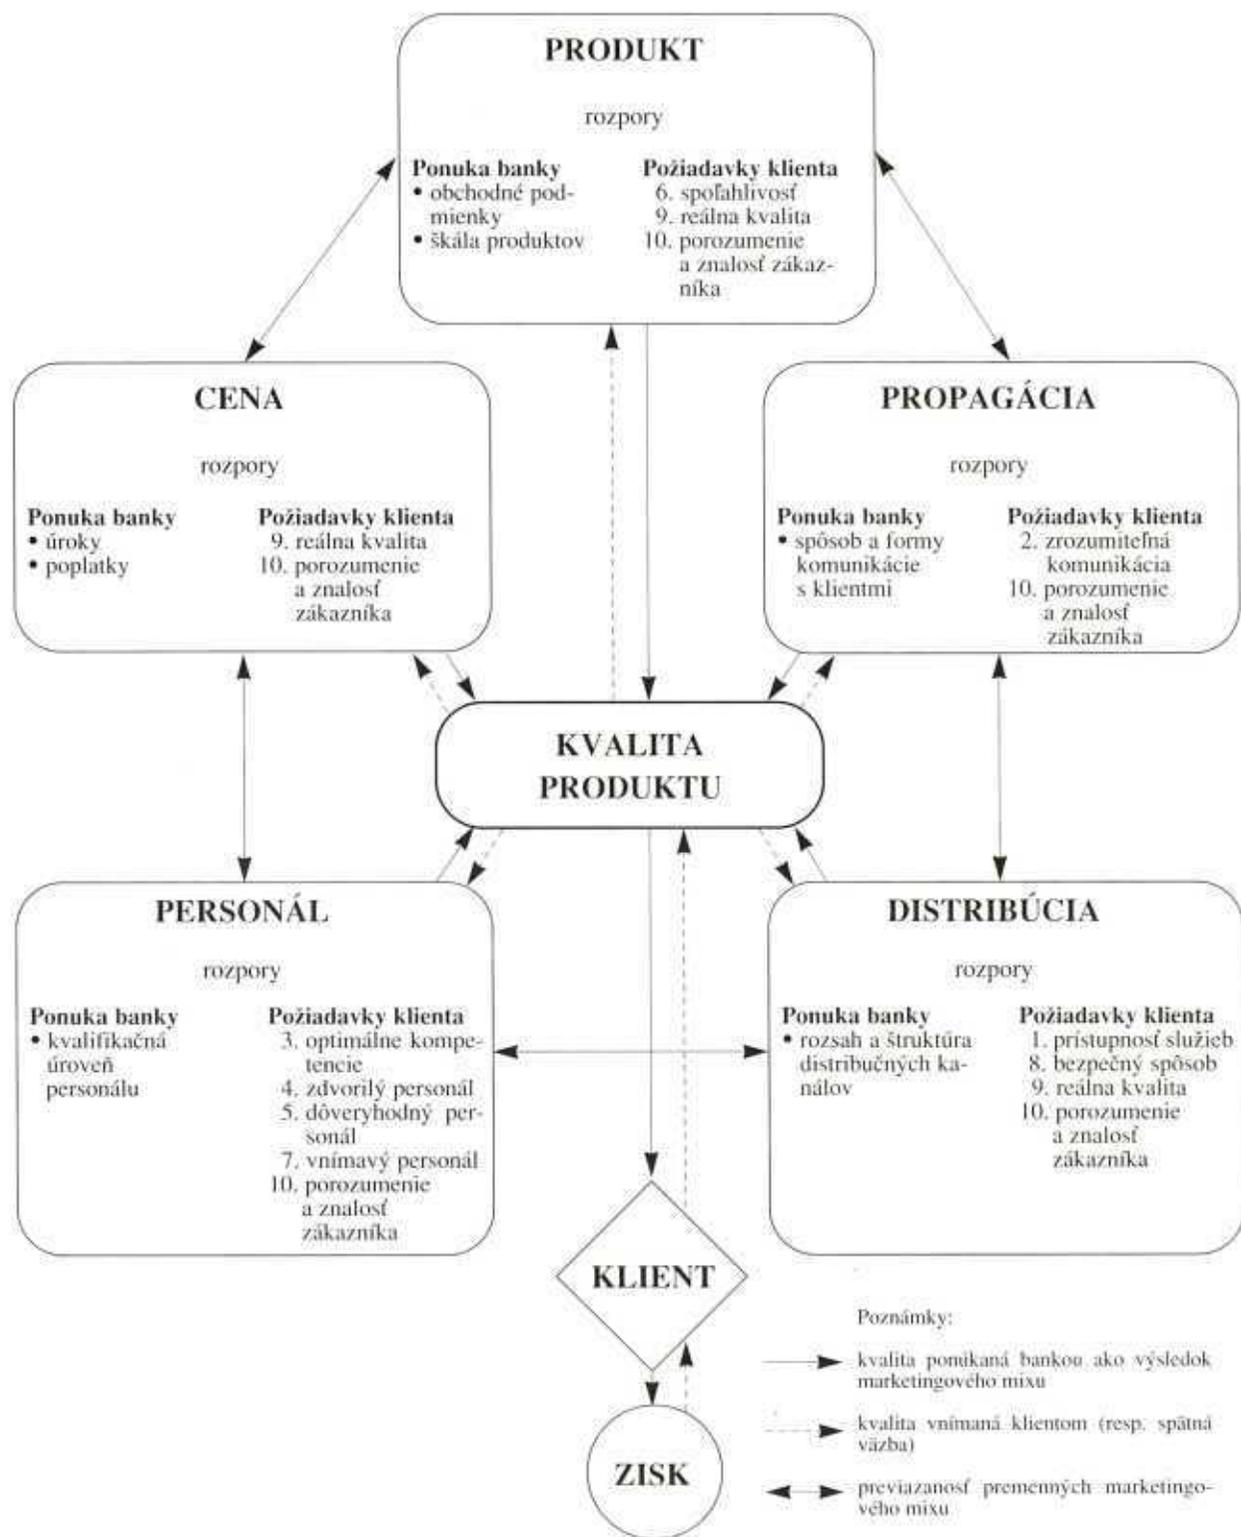 PRODUKT
rozpory
Ponuka banky
• obchodné pod-
mienky
• škála produktov
Požiadavky klienta
6. spoľahlivosť
9. reálna kvalita
10. porozumenie
a znalosť zákaz-
níka
CENA
rozpory
Ponuka banky
• úroky
• poplatky
Požiadavky klienta
9. reálna kvalita
10. porozumenie
a znalosť
zákazníka
PROPAGÁCIA
rozpory
Ponuka banky
• spôsob a formy
komunikácie
s klientmi
Požiadavky klienta
2. zrozumiteľná
komunikácia
10. porozumenie
a znalosť
zákazníka
KVALITA
PRODUKTU
PERSONÁL
rozpory
Ponuka banky
• kvalifikačná
úroveň
personálu
Požiadavky klienta
3. optimálne kompe-
tencie
4. zdvorilý personál
5. dôveryhodný per-
sonál
7. vnímavý personál
10. porozumenie
a znalosť
zákazníka
DISTRIBÚCIA
rozpory
Ponuka banky
• rozsah a štruktúra
distribučných ka-
nálov
Požiadavky klienta
1. prístupnosť služieb
8. bezpečný spôsob
9. reálna kvalita
10. porozumenie
a znalosť
zákazníka
KLIENT
ZISK
Poznámky:
kvalita ponúkaná bankou ako výsledok
marketingového mixu
kvalita vnímaná klientom (resp. spätná
väzba)
previazanosť premenných marketingo-
vého mixu